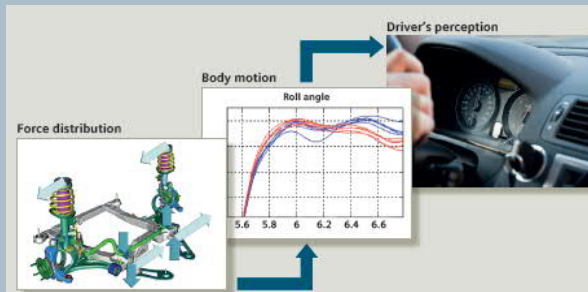 Driver's perception
Body motion
Roll angle
Force distribution
5.6 5.8 6 6.2 6.4 6.6